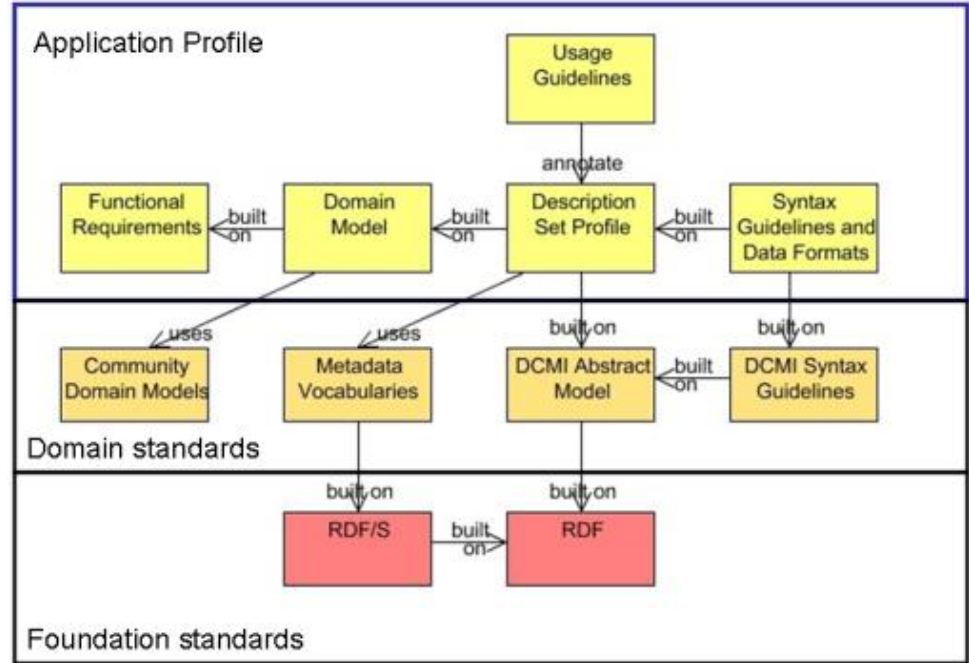 Application Profile
Usage
Guidelines
annotate
Functional
Requirements
built
on
Domain
Model
built
on
Description
Set Profile
built
on
Syntax
Guidelines and
Data Formats
uses
uses
built on
built on
Community
Domain Models
Metadada
Vocabularies
DCMI Abstract
Model
built
on
DCMI Syntax
Guidelines
Domain standards
built on
built on
RDF/S
built
on
RDF
Foundation standards